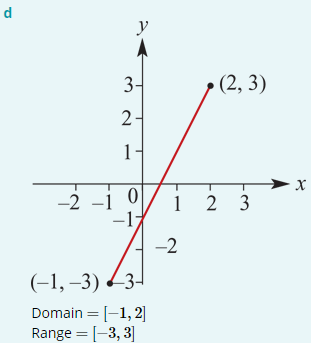 d
y
3
(2, 3)
2
1
x
–2 –1 0 1 2 3
–1
–2
(–1, –3) –3
Domain = [–1, 2]
Range = [–3, 3]